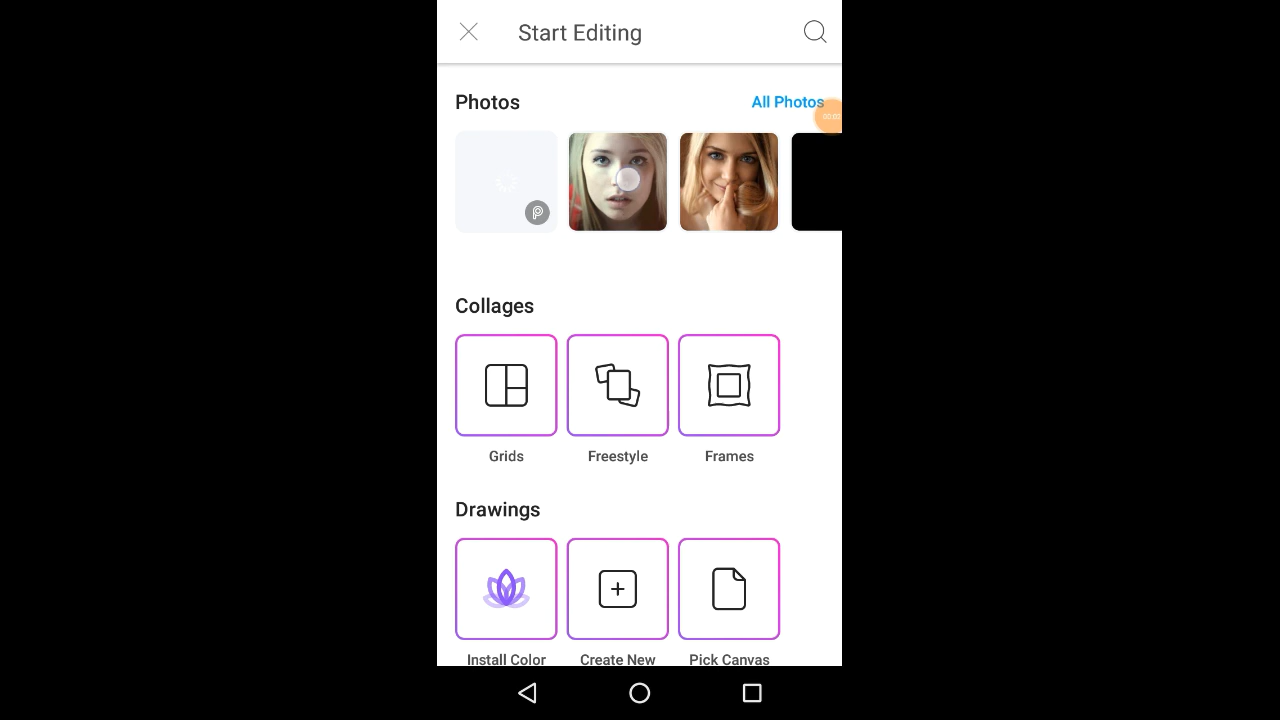 Start Editing
Photos
All Photos
Collages
Grids
Freestyle
Frames
Drawings
Install Color
Create New
Pick Canvas